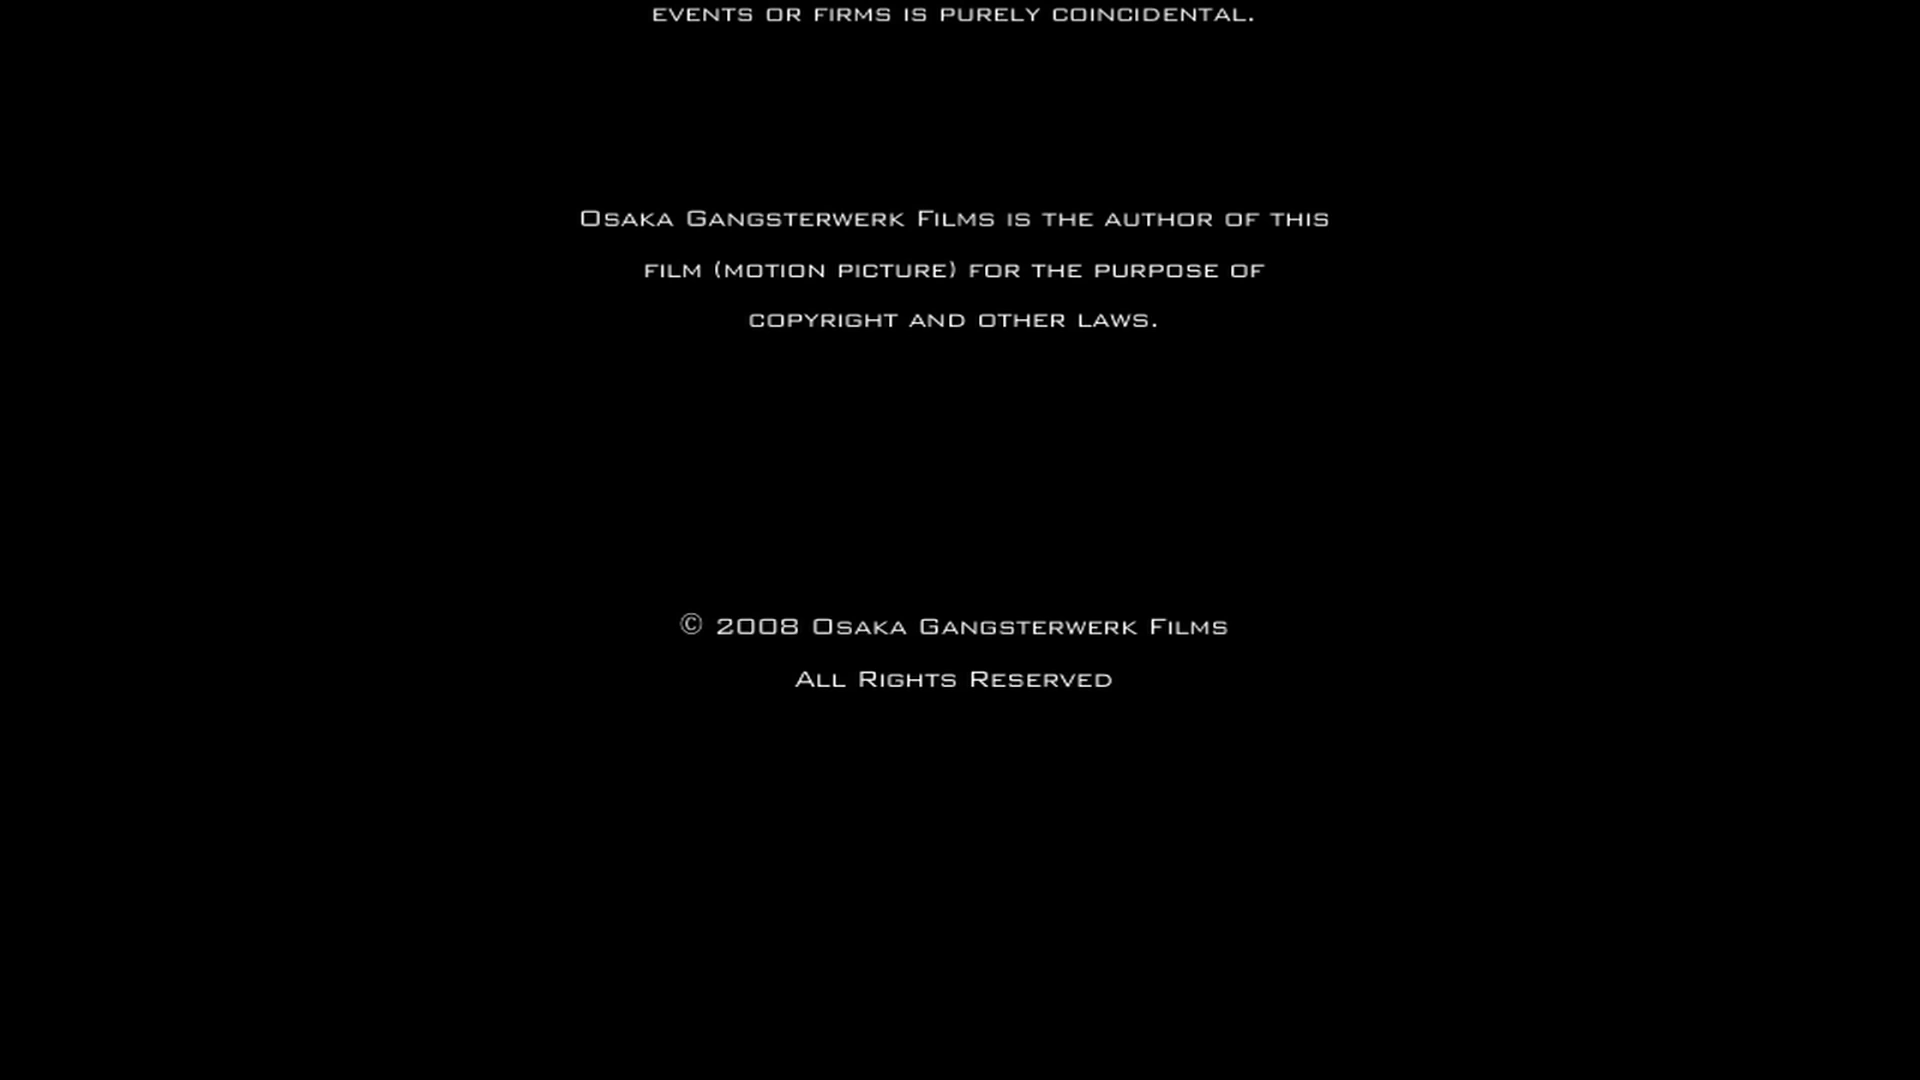 EVENTS OR FIRMS IS PURELY COINCIDENTAL.
OSAKA GANGSTERWERK FILMS IS THE AUTHOR OF THIS
FILM (MOTION PICTURE) FOR THE PURPOSE OF
COPYRIGHT AND OTHER LAWS.
© 2008 OSAKA GANGSTERWERK FILMS
ALL RIGHTS RESERVED